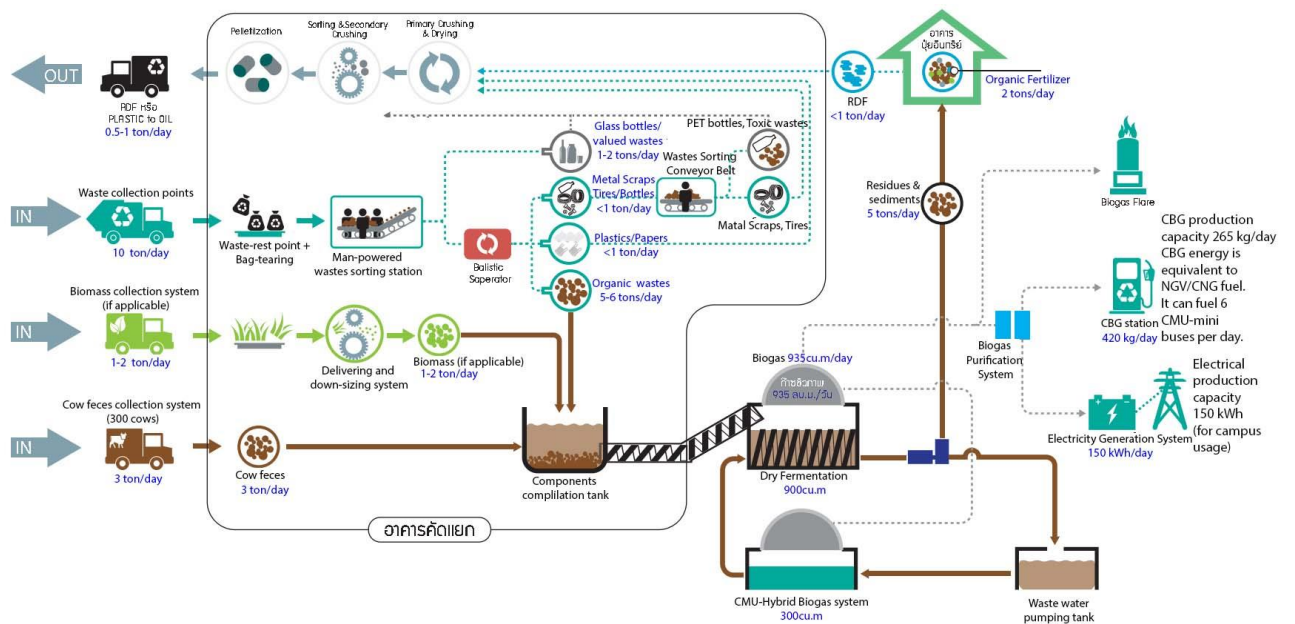 Pelletization
Sorting &Secondary
Crushing
Primary Crushing
& Drying
OUT
RDF หรือ
PLASTIC to OIL
0.5-1 ton/day
RDF
<1 ton/day
อาคาร
ปุ๋ยอินทรีย์
Organic Fertilizer
2 tons/day
Glass bottles/
valued wastes
1-2 tons/day
PET bottles, Toxic wastes
Metal Scraps
Tires/Bottles
<1 ton/day
Wastes Sorting
Conveyor Belt
Matal Scraps, Tires
Plastics/Papers
<1 ton/day
Organic wastes
5-6 tons/day
IN
Waste collection points
10 ton/day
Waste-rest point +
Bag-tearing
Man-powered
wastes sorting station
Balistic
Saperator
IN
Biomass collection system
(if applicable)
1-2 ton/day
Delivering and
down-sizing system
Biomass (if applicable)
1-2 ton/day
IN
Cow feces collection system
(300 cows)
3 ton/day
Cow feces
3 ton/day
Components
complilation tank
อาคารคัดแยก
Residues &
sediments
5 tons/day
Biogas 935cu.m/day
ก๊าซชีวภาพ
935 ลบ.ม./วัน
Dry Fermentation
900cu.m
CMU-Hybrid Biogas system
300cu.m
Waste water
pumping tank
Biogas
Purification
System
Biogas Flare
CBG station
420 kg/day
CBG production
capacity 265 kg/day
CBG energy is
equivalent to
NGV/CNG fuel.
It can fuel 6
CMU-mini
buses per day.
Electricity Generation System
150 kWh/day
Electrical
production
capacity
150 kWh
(for campus
usage)